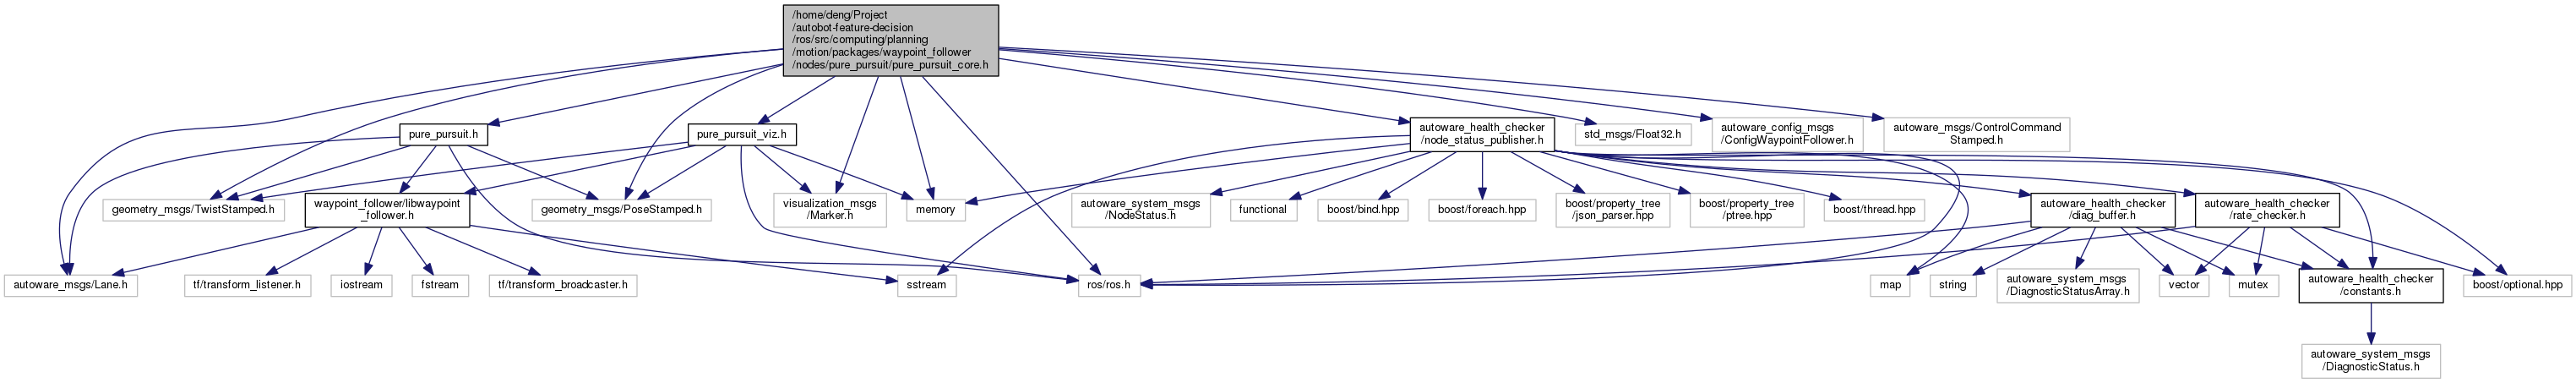 /home/deng/Project
/autobot-feature-decision
/ros/src/computing/planning
/motion/packages/waypoint_follower
/nodes/pure_pursuit/pure_pursuit_core.h
pure_pursuit.h
pure_pursuit_viz.h
autoware_health_checker
/node_status_publisher.h
std_msgs/Float32.h
autoware_config_msgs
/ConfigWaypointFollower.h
autoware_msgs/ControlCommand
Stamped.h
geometry_msgs/TwistStamped.h
waypoint_follower/libwaypoint
_follower.h
geometry_msgs/PoseStamped.h
visualization_msgs
/Marker.h
memory
autoware_system_msgs
/NodeStatus.h
functional
boost/bind.hpp
boost/foreach.hpp
boost/property_tree
/json_parser.hpp
boost/property_tree
/ptree.hpp
boost/thread.hpp
autoware_health_checker
/diag_buffer.h
autoware_health_checker
/rate_checker.h
autoware_msgs/Lane.h
tf/transform_listener.h
iostream
fstream
tf/transform_broadcaster.h
sstream
ros/ros.h
map
string
autoware_system_msgs
/DiagnosticStatusArray.h
vector
mutex
autoware_health_checker
/constants.h
boost/optional.hpp
autoware_system_msgs
/DiagnosticStatus.h